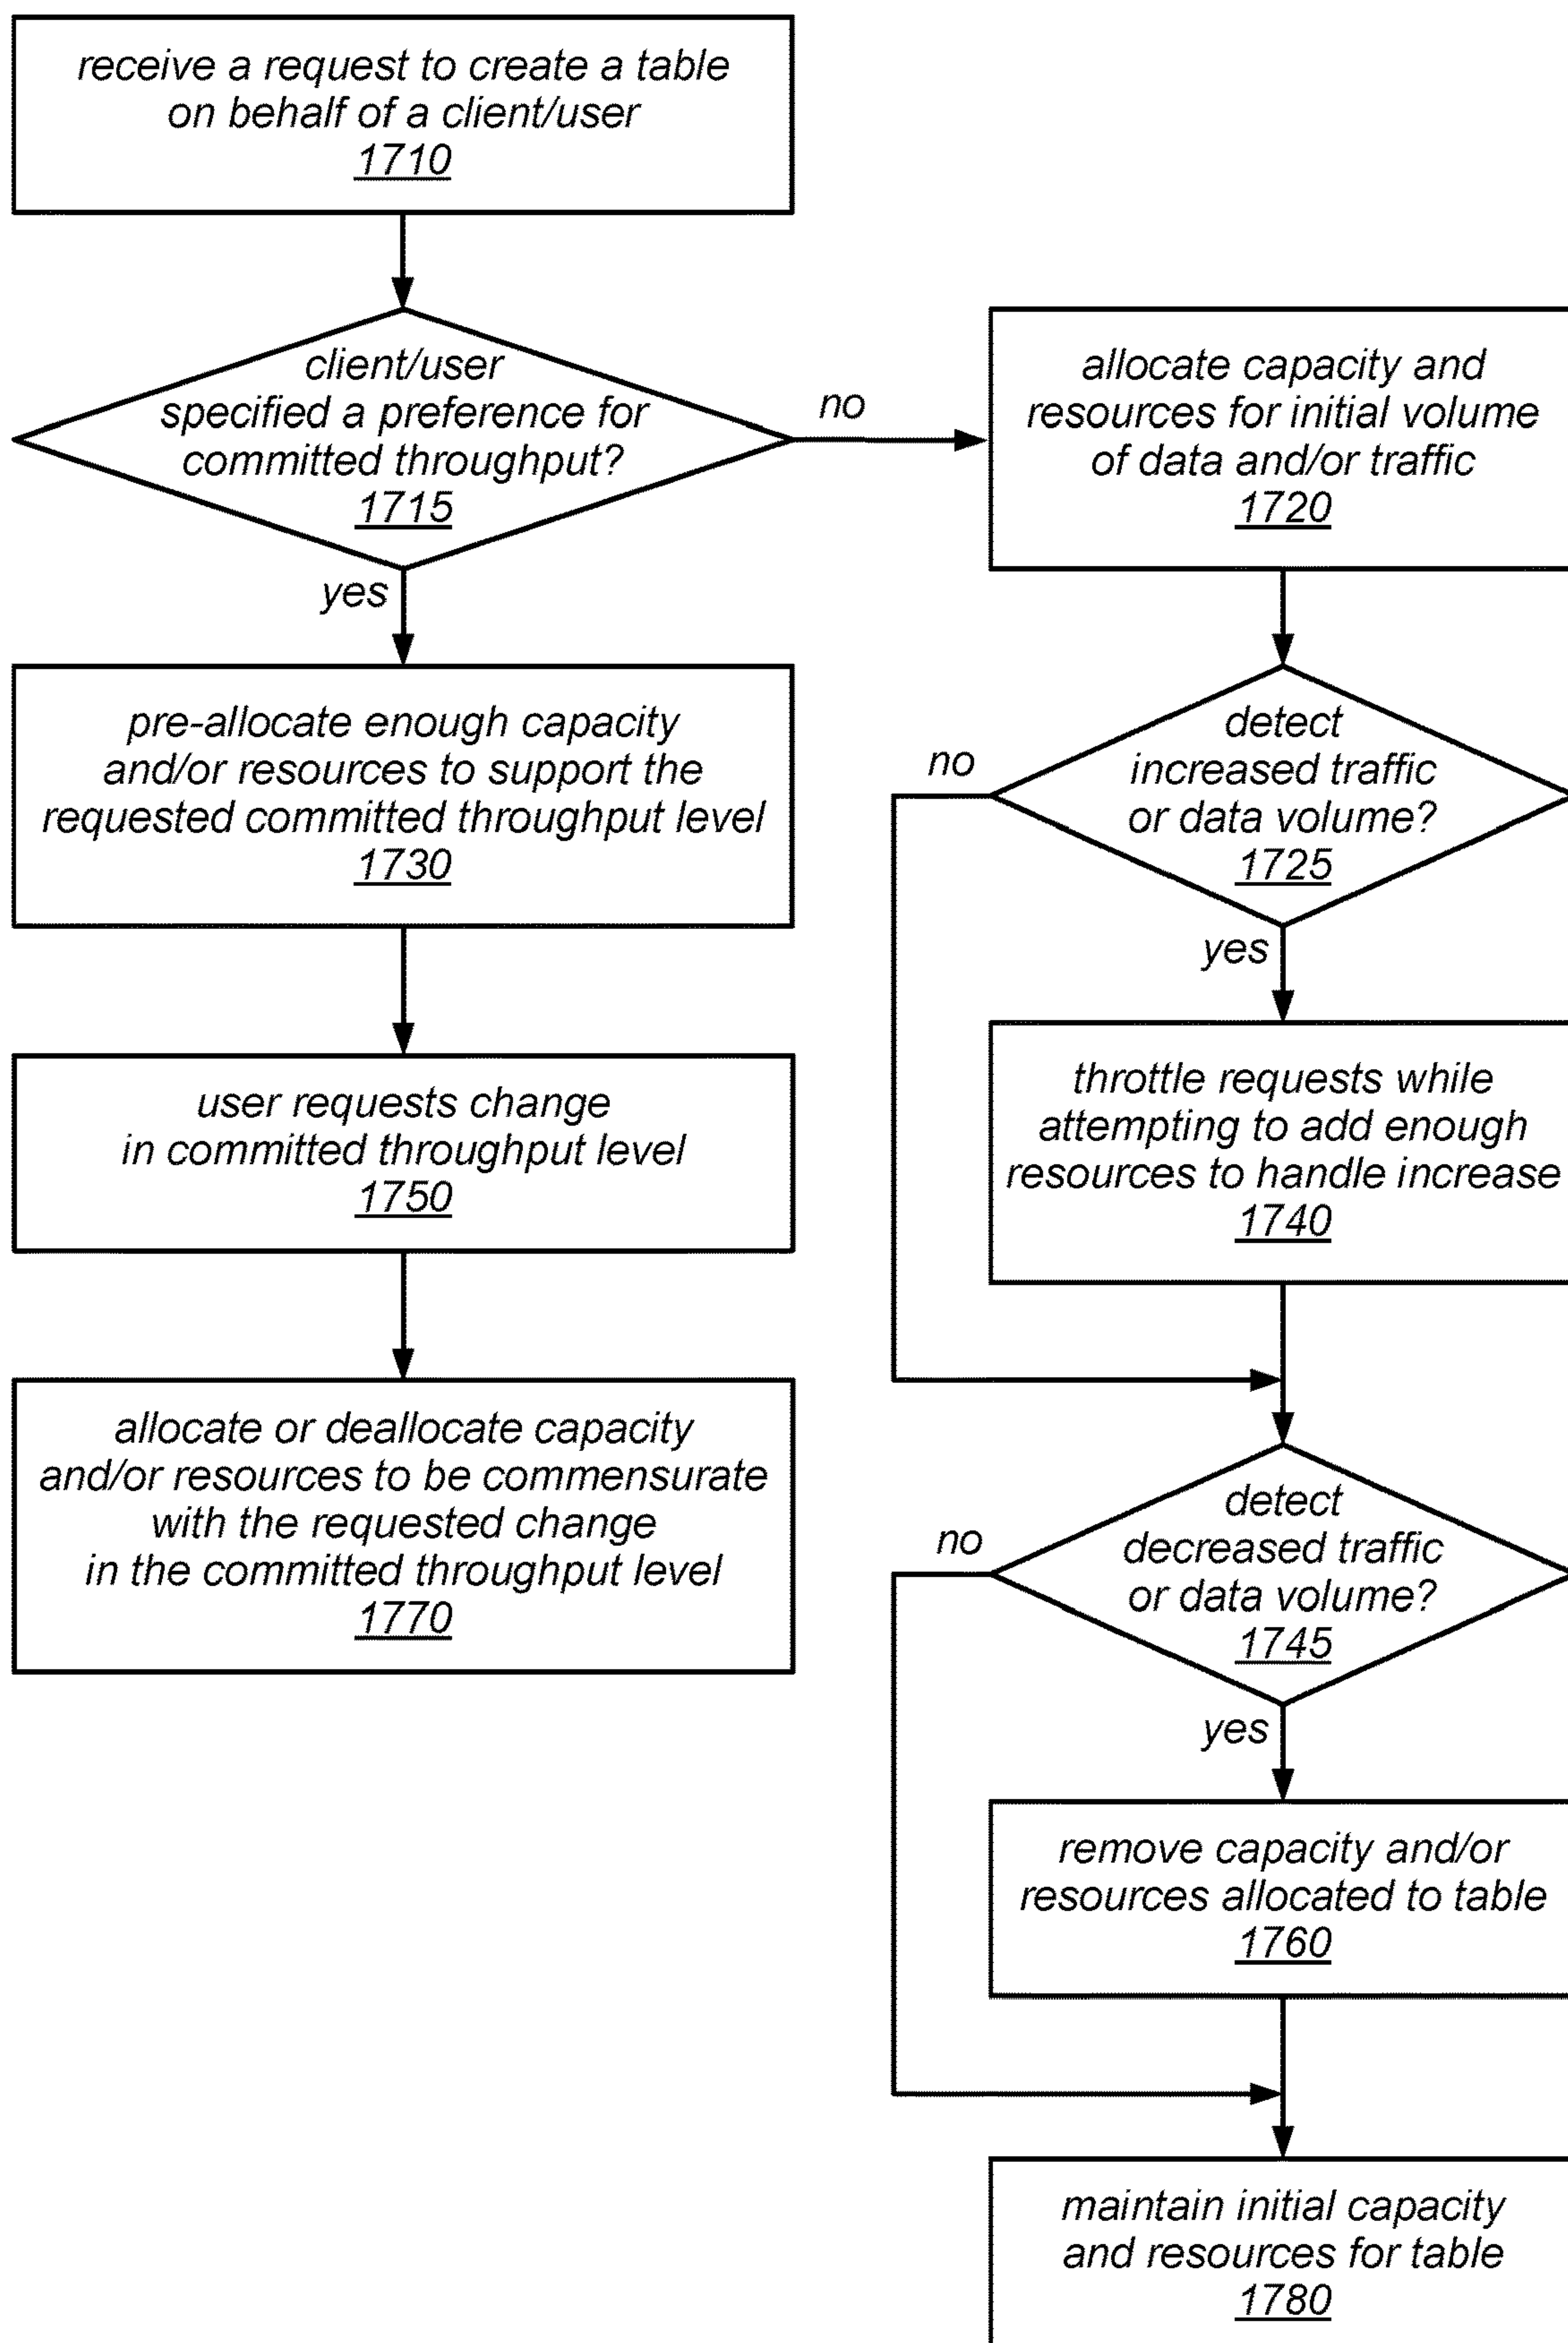 receive a request to create a table
on behalf of a client/user
1710
client/user
specified a preference for
committed throughput?
1715
no
yes
allocate capacity and
resources for initial volume
of data and/or traffic
1720
pre-allocate enough capacity
and/or resources to support the
requested committed throughput level
1730
detect
increased traffic
or data volume?
1725
no
yes
user requests change
in committed throughput level
1750
throttle requests while
attempting to add enough
resources to handle increase
1740
allocate or deallocate capacity
and/or resources to be commensurate
with the requested change
in the committed throughput level
1770
detect
decreased traffic
or data volume?
1745
no
yes
remove capacity and/or
resources allocated to table
1760
maintain initial capacity
and resources for table
1780